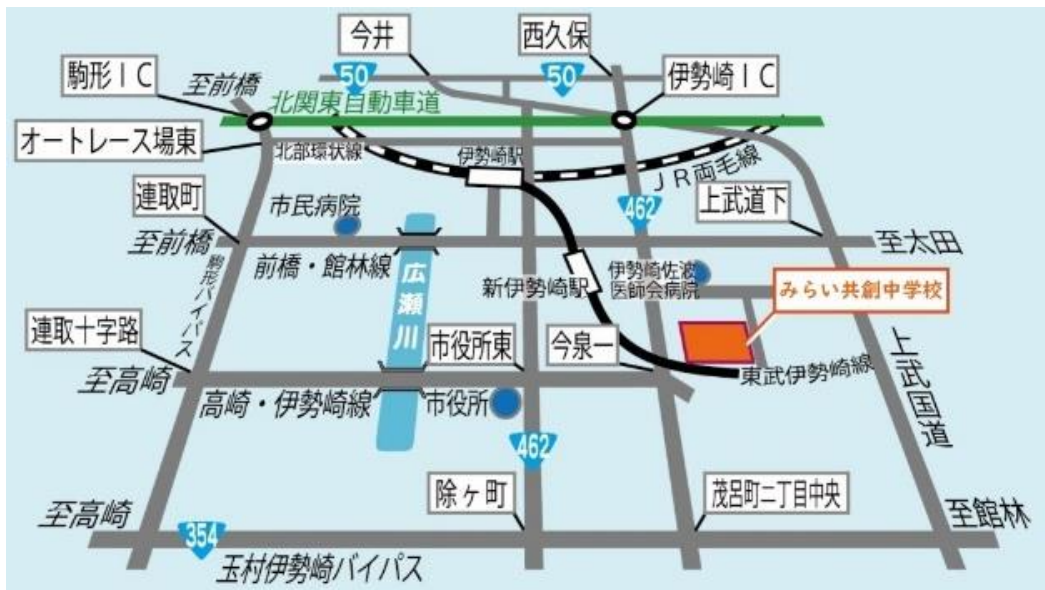 今井
西久保
50
50
駒形IC
至前橋
伊勢崎IC
北関東自動車道
オートレース場東
北部環状線
伊勢崎駅
JR両毛線
連取町
市民病院
462
上武道下
至前橋
至太田
前橋・館林線
駒形バイパス
広瀬川
新伊勢崎駅
伊勢崎佐波
医師会病院
みらい共創中学校
連取十字路
市役所東
今泉一
上武国道
至高崎
東武伊勢崎線
高崎・伊勢崎線
市役所
462
除ヶ町
茂呂町二丁目中央
至高崎
至館林
354
玉村伊勢崎バイパス